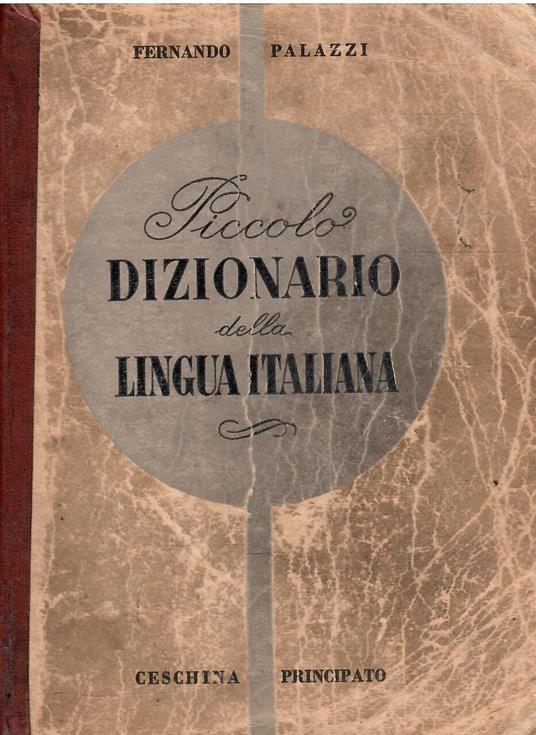 FERNANDO PALAZZI
Piccolo
DIZIONARIO
della
LINGUA ITALIANA
CESCHINA PRINCIPATO